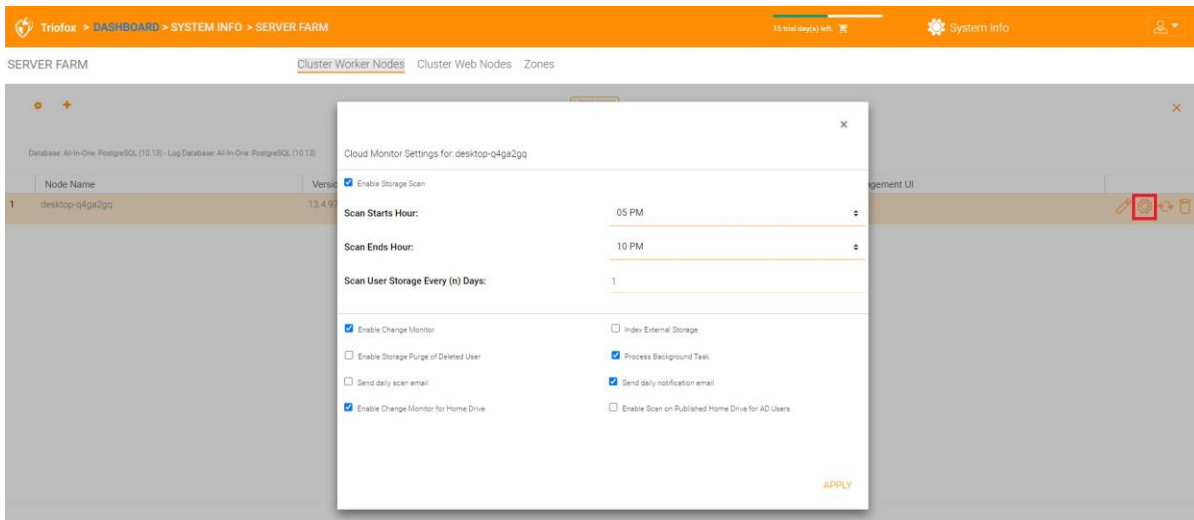 Triofox > DASHBOARD > SYSTEM INFO > SERVER FARM
15 trial day(s) left.
System Info
SERVER FARM
Cluster Worker Nodes
Cluster Web Nodes
Zones
Database: All-In-One: PostgreSQL (10.13) - Log Database: All-In-One: PostgreSQL (10.13)
Node Name
1
desktop-q4ga2gq
13.4.97
Cloud Monitor Settings for:desktop-q4ga2gq
Enable Storage Scan
Scan Starts Hour:
05 PM
Scan Ends Hour:
10 PM
Scan User Storage Every (n) Days:
1
Enable Change Monitor
Index External Storage
Enable Storage Purge of Deleted User
Process Background Task
Send daily scan email
Send daily notification email
Enable Change Monitor for Home Drive
Enable Scan on Published Home Drive for AD Users
APPLY